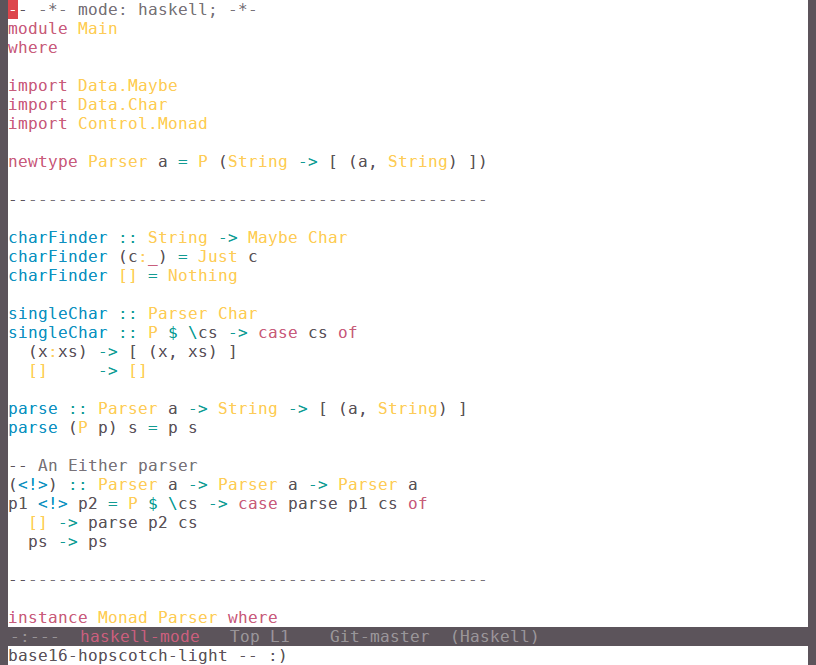 -- -*- mode: haskell; -*-
module Main
where
import Data.Maybe
import Data.Char
import Control.Monad
newtype Parser a = P (String -> [ (a, String) ])
------------------------------------------------
charFinder :: String -> Maybe Char
charFinder (c:_) = Just c
charFinder [] = Nothing
singleChar :: Parser Char
singleChar :: P $ \cs -> case cs of
  (x:xs) -> [ (x, xs) ]
  []     -> []
parse :: Parser a -> String -> [ (a, String) ]
parse (P p) s = p s
-- An Either parser
(<!>) :: Parser a -> Parser a -> Parser a
p1 <!> p2 = P $ \cs -> case parse p1 cs of
  [] -> parse p2 cs
  ps -> ps
------------------------------------------------
instance Monad Parser where
-:---  haskell-mode   Top L1    Git-master  (Haskell)
base16-hopscotch-light -- :)